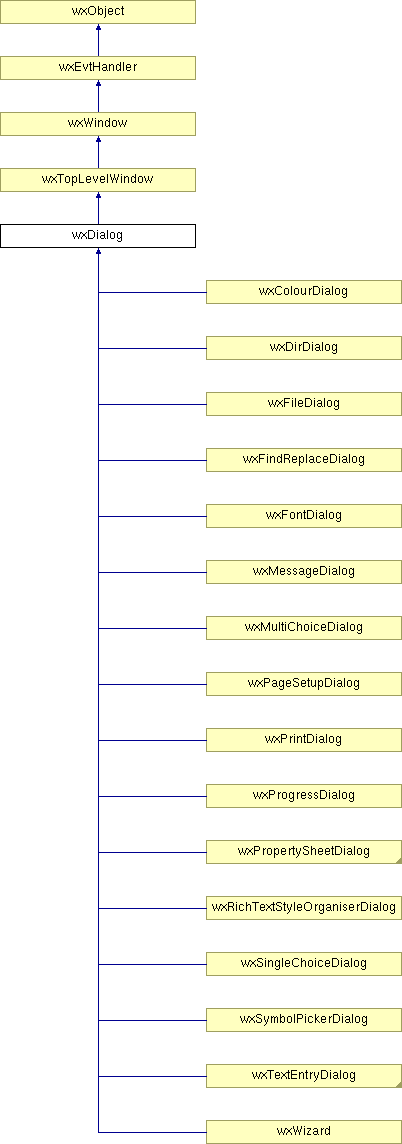 wxObject
wxEvtHandler
wxWindow
wxTopLevelWindow
wxDialog
wxColourDialog
wxDirDialog
wxFileDialog
wxFindReplaceDialog
wxFontDialog
wxMessageDialog
wxMultiChoiceDialog
wxPageSetupDialog
wxPrintDialog
wxProgressDialog
wxPropertySheetDialog
wxRichTextStyleOrganiserDialog
wxSingleChoiceDialog
wxSymbolPickerDialog
wxTextEntryDialog
wxWizard